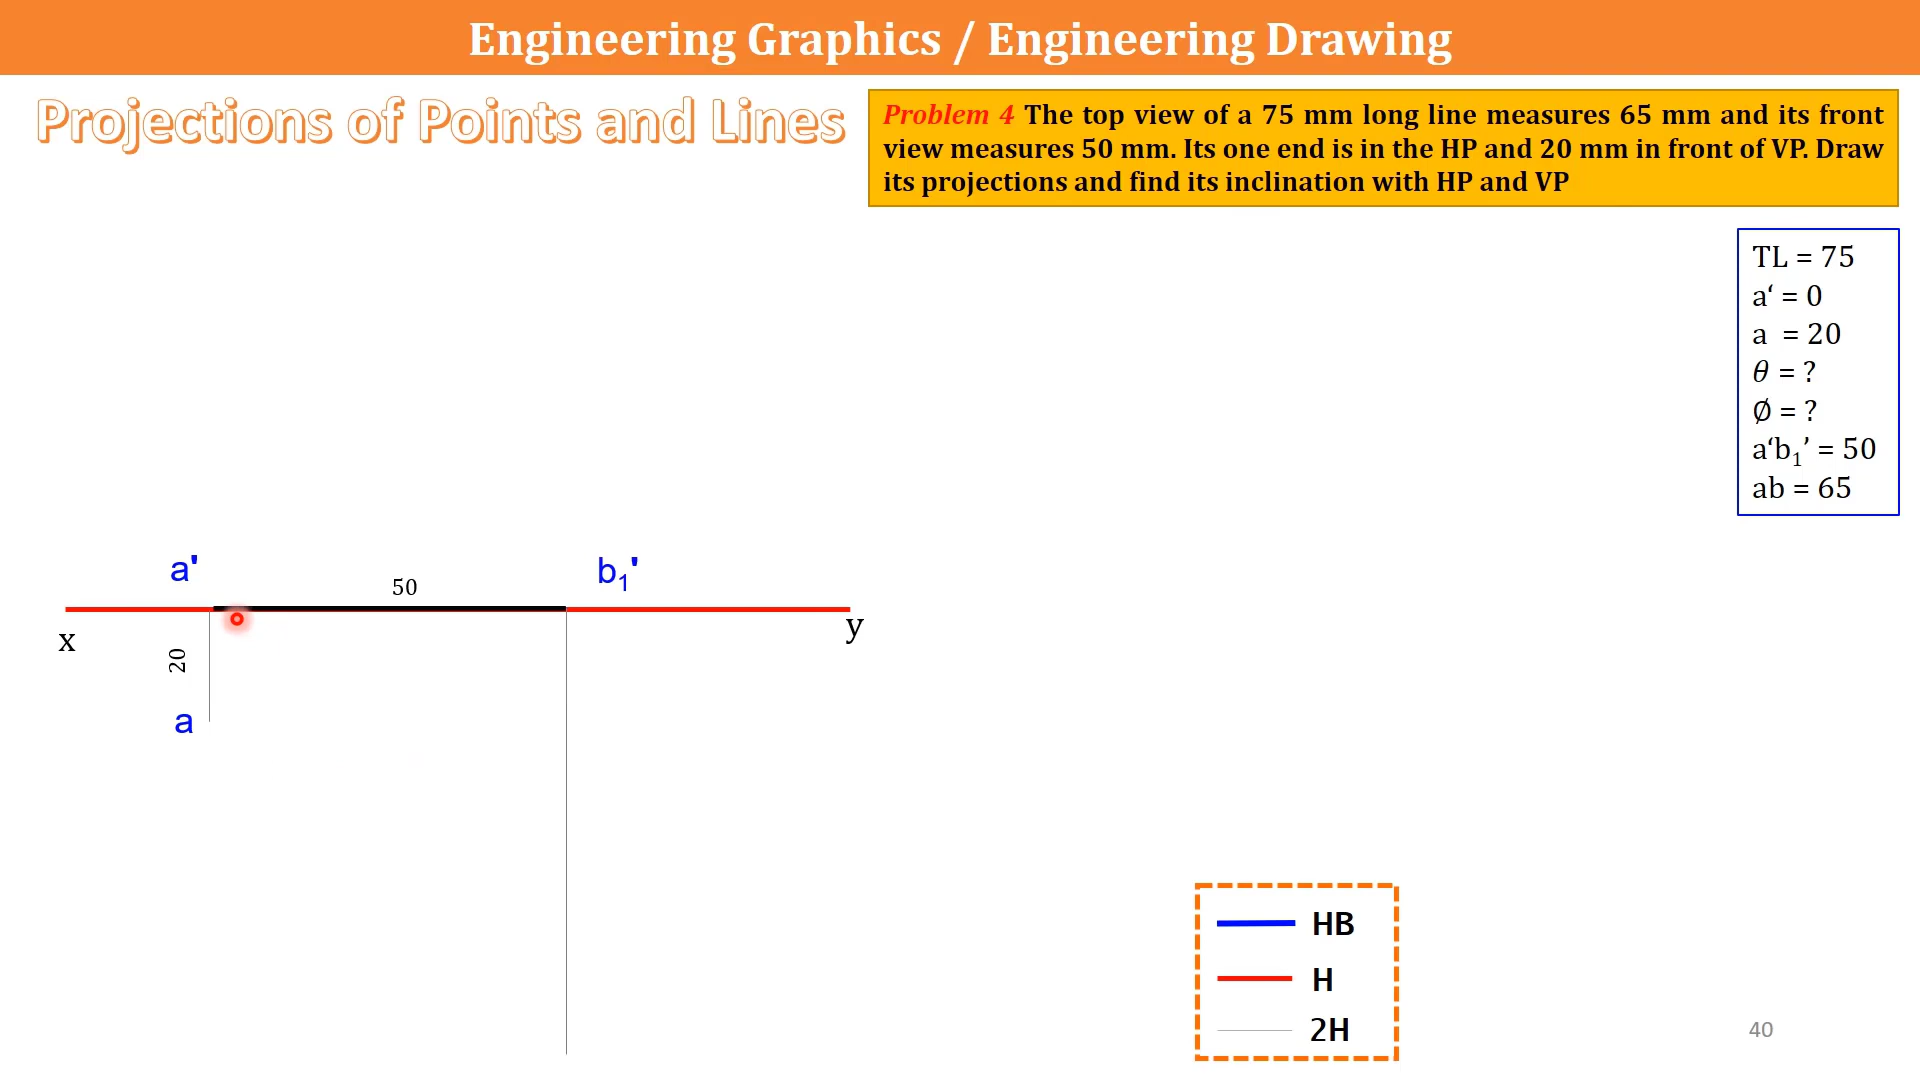 Engineering Graphics / Engineering Drawing
Projections of Points and Lines
Problem 4 The top view of a 75 mm long line measures 65 mm and its front
view measures 50 mm. Its one end is in the HP and 20 mm in front of VP. Draw
its projections and find its inclination with HP and VP
TL = 75
a‘ = 0
a = 20
θ = ?
∅ = ?
a‘b₁’ = 50
ab = 65
a'
50
b₁'
x
y
20
a
HB
H
2H
40